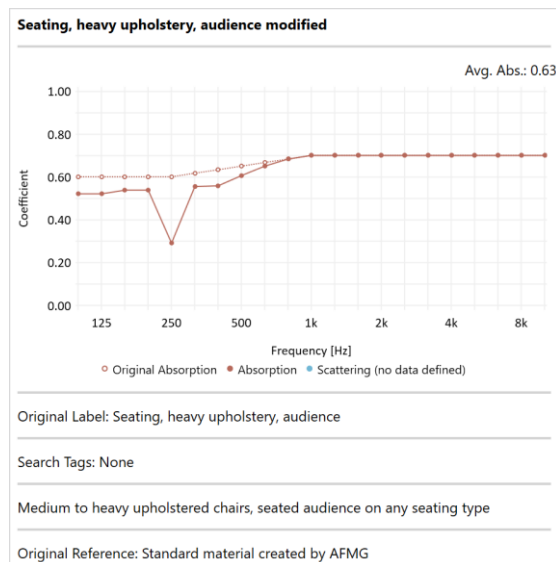 Seating, heavy upholstery, audience modified
Avg. Abs.: 0.63
1.00
0.80
0.60
0.40
0.20
0.00
Coefficient
125 250 500 1k 2k 4k 8k
Frequency [Hz]
Original Absorption Absorption Scattering (no data defined)
Original Label: Seating, heavy upholstery, audience
Search Tags: None
Medium to heavy upholstered chairs, seated audience on any seating type
Original Reference: Standard material created by AFMG